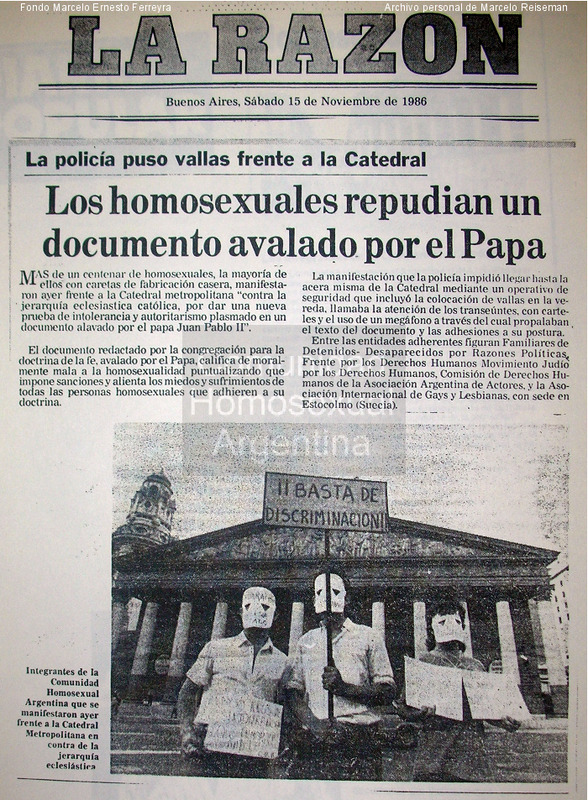 Fondo Marcelo Ernesto Ferreyra
Archivo personal de Marcelo Reiseman
LA RAZON
Buenos Aires, Sábado 15 de Noviembre de 1986
La policía puso vallas frente a la Catedral
Los homosexuales repudian un
documento avalado por el Papa
MAS de un centenar de homosexuales, la mayoría de
ellos con caretas de fabricación casera, manifesta-
ron ayer frente a la Catedral metropolitana "contra la
jerarquía eclesiastica católica, por dar una nueva
prueba de intolerancia y autoritarismo plasmado en un
documento alavado por el papa Juan Pablo II".
El documento redactado por la congregación para la
doctrina de la fe, avalado por el Papa, califica de moral
mente mala a la homosexualidad puntualizando que
impone sanciones y alienta los miedos y sufrimientos de
todas las personas homosexuales que adhieren a su
doctrina.
La manifestación que la policía impidió llegar hasta la
acera misma de la Catedral mediante un operativo de
seguridad que incluyó la colocación de vallas en la ve-
reda, llamaba la atención de los transeúntes, con carte-
les y el uso de un megáfono a través del cual propalaban
el texto del documento y las adhesiones a su postura.
Entre las entidades adherentes figuran Familiares de
Detenidos- Desaparecidos por Razones Políticas,
Frente por los Derechos Humanos Movimiento Judío
por los Derechos Humanos, Comisión de Derechos Hu-
manos de la Asociación Argentina de Actores, y la Aso-
ciación Internacional de Gays y Lesbianas, con sede en
Estocolmo (Suecia).
Homosexual
Argentina
!! BASTA DE
DISCRIMINACION!!
Integrantes de la
Comunidad
Homosexual
Argentina que se
manifestaron ayer
frente a la Catedral
Metropolitana en
contra de la
jerarquía
eclesiástica